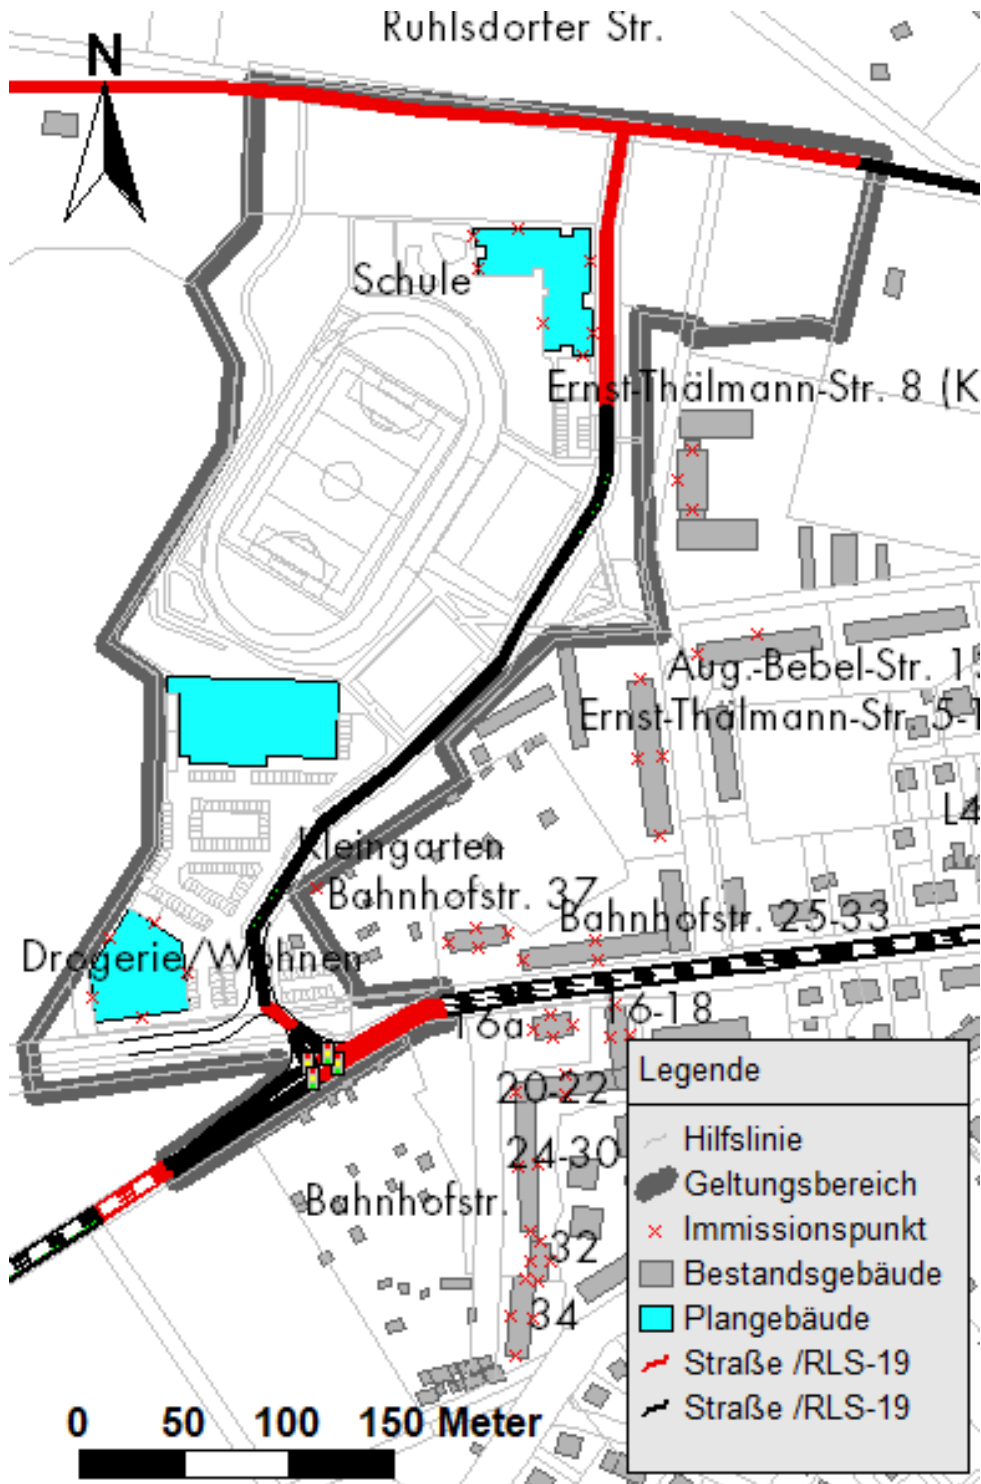 Ruhlsdorfer Str.
N
Schule
Ernst-Thälmann-Str. 8 (K
Aug.-Bebel-Str. 1
Ernst-Thälmann-Str. 5-1
L4
Kleingarten
Bahnhofstr. 37
Bahnhofstr. 25-33
Drogerie/Wohnen
16a
16-18
20-22
24-30
Bahnhofstr.
32
34
Legende
Hilfslinie
Geltungsbereich
Immissionspunkt
Bestandsgebäude
Plangebäude
Straße /RLS-19
Straße /RLS-19
0 50 100 150 Meter